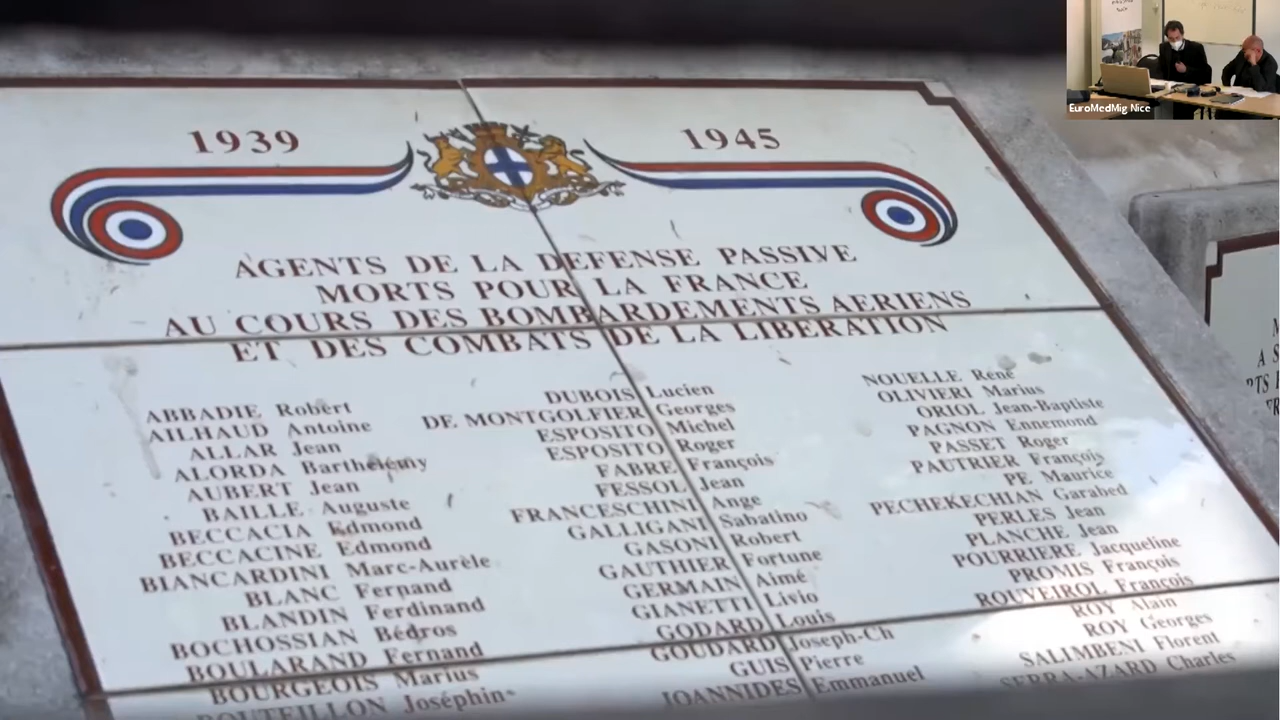 EuroMedMig Nice
1939 1945
AGENTS DE LA DEFENSE PASSIVE
MORTS POUR LA FRANCE
AU COURS DES BOMBARDEMENTS AERIENS
ET DES COMBATS DE LA LIBERATION
ABBADIE Robert
AILHAUD Antoine
ALLAR Jean
ALORDA Barthélémy
AUBERT Jean
BAILLE Auguste
BECCACIA Edmond
BECCACINE Edmond
BIANCARDINI Marc-Aurèle
BLANC Fernand
BLANDIN Ferdinand
BOCHOSSIAN Bédros
BOULARAND Fernand
BOURGEOIS Marius
BOUTEILLON
DUBOIS Lucien
DE MONTGOLFIER Georges
ESPOSITO Michel
ESPOSITO Roger
FABRE François
FESSOL Jean
FRANCESCHINI Ange
GALLIGANI Sabatino
GASONI Robert
GAUTHIER Fortune
GERMAIN Aimé
GIANETTI Livio
GODARD Louis
GOUDARD Joseph-Ch
GUIS Pierre
JOANNIDES Emmanuel
NOUELLE René
OLIVIERI Marius
ORIOL Jean-Baptiste
PAGNON Ennemond
PASSET Roger
PAUTRIER François
PE Maurice
PECHEKECHIAN Garabed
PERLES Jean
PLANCHE Jean
POURRIERE Jacqueline
PROMIS François
ROUVEIROL François
ROY Alain
ROY Georges
SALIMBENI Florent
SERRA-AZARD Charles